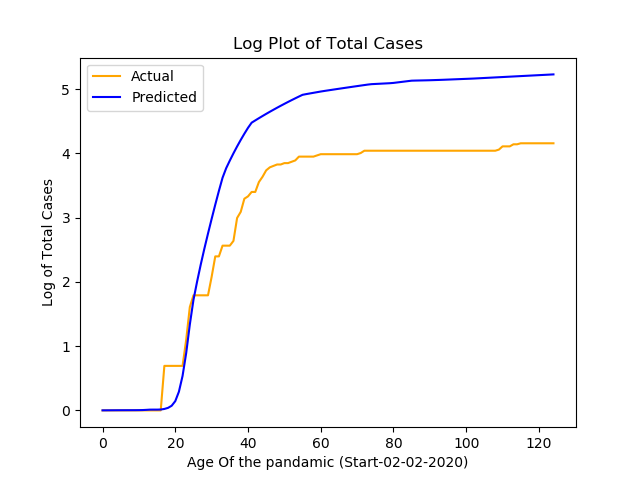 Log Plot of Total Cases
Actual
Predicted
5
4
3
2
1
0
Log of Total Cases
0 20 40 60 80 100 120
Age Of the pandamic (Start-02-02-2020)